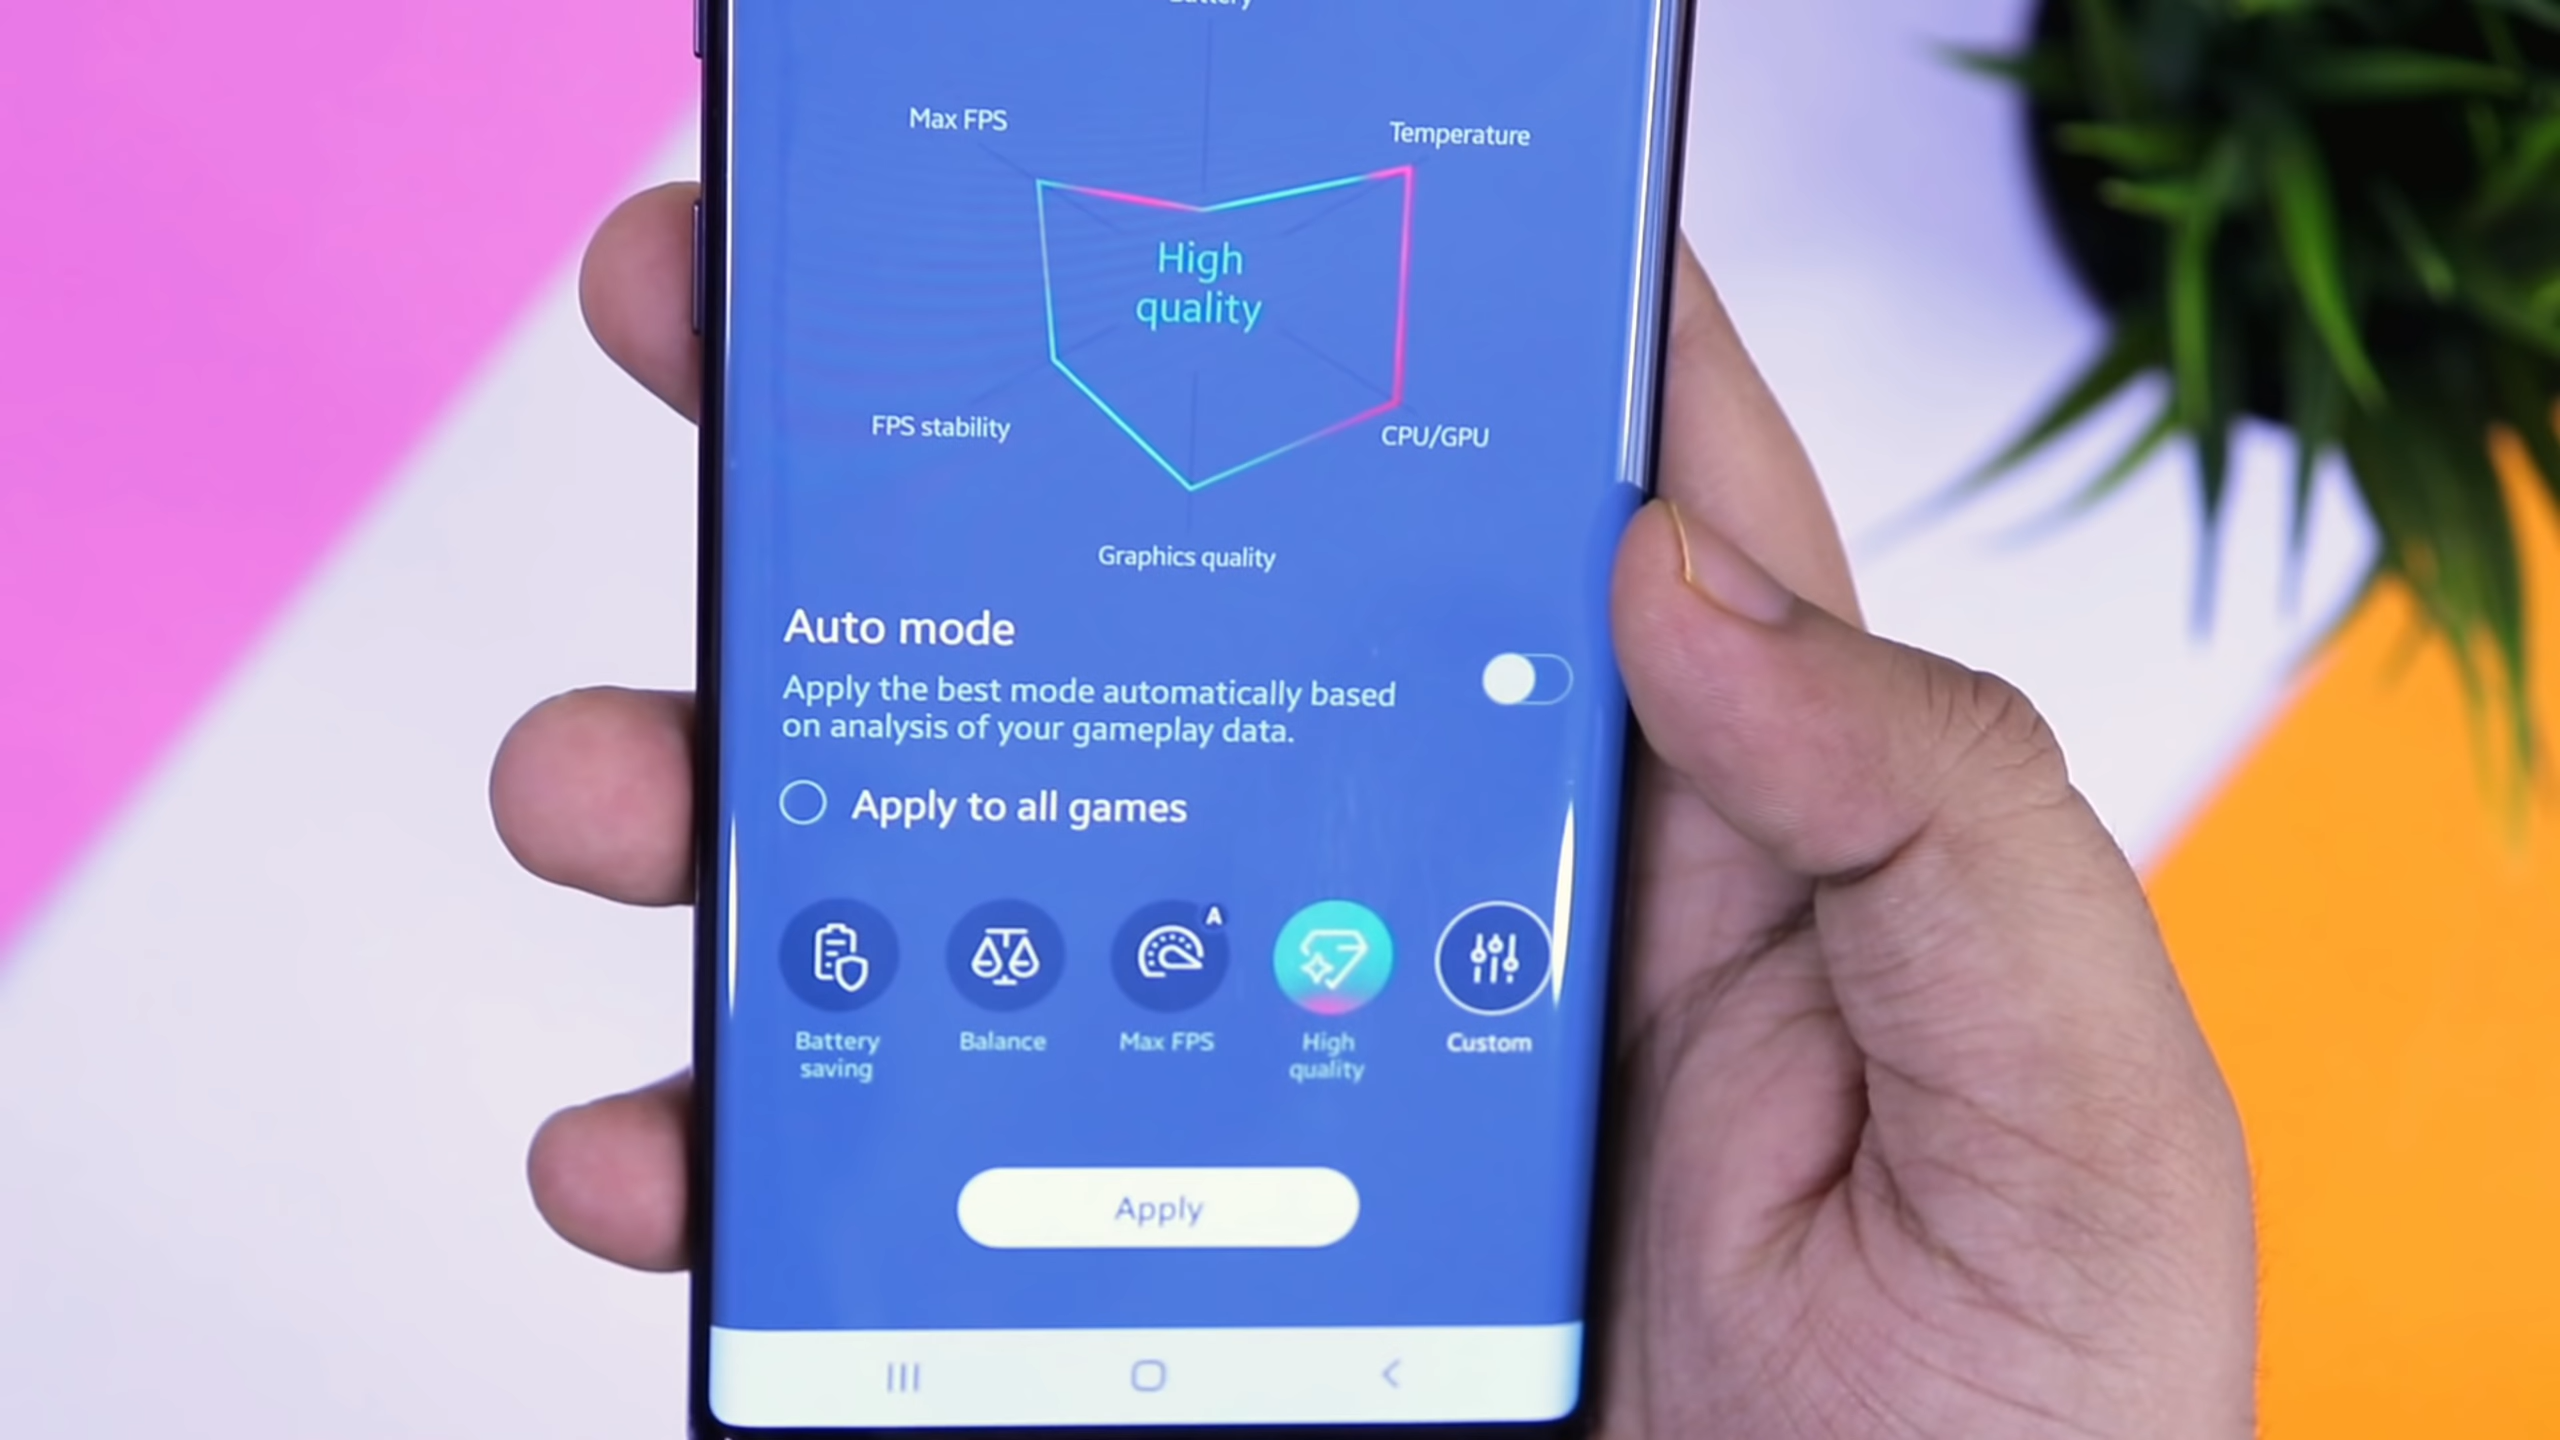 Battery
Max FPS
Temperature
High
quality
FPS stability
CPU/GPU
Graphics quality
Auto mode
Apply the best mode automatically based
on analysis of your gameplay data.
Apply to all games
A
Battery
saving
Balance
Max FPS
High
quality
Custom
Apply